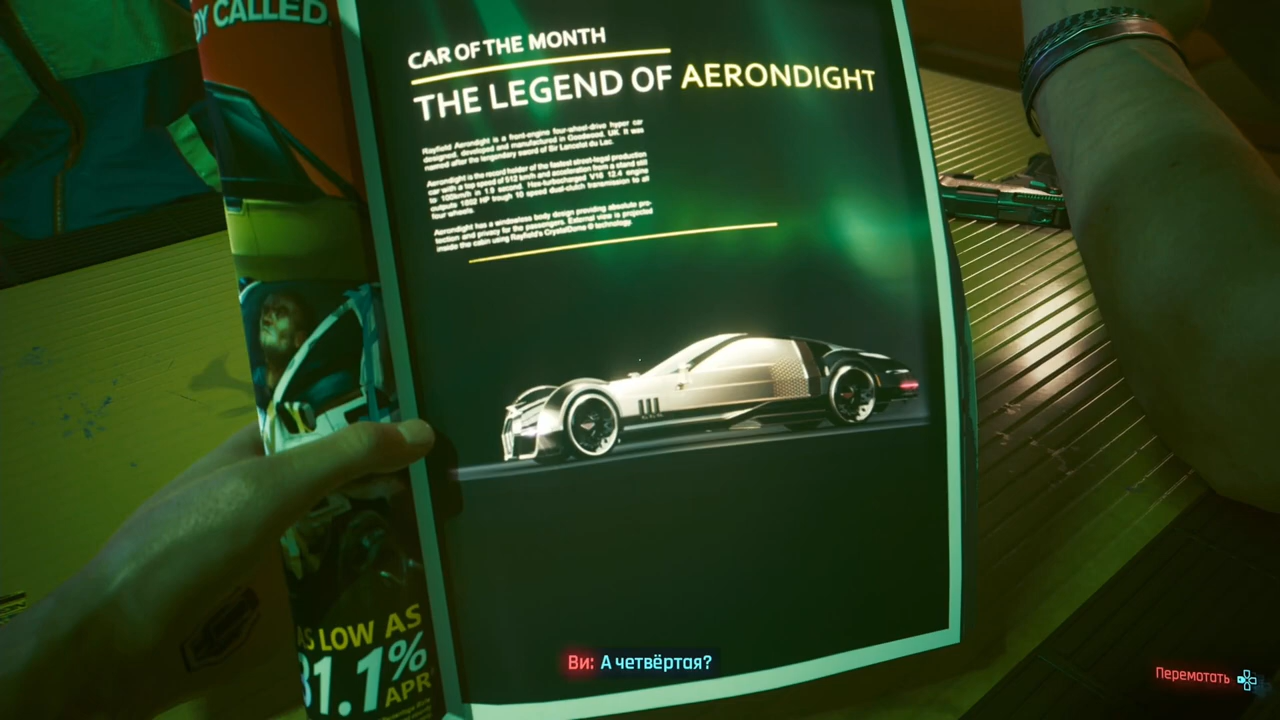 DY CALLED.
CAR OF THE MONTH
THE LEGEND OF AERONDIGHT
Rayfield Aerondight is a front-engine four-wheel-drive hyper car
designed, developed and manufactured in Goodwood, UK. It was
named after the lengendary sword of Sir Lancelot du Lac.
Aerondight is the record holder of the fastest street-legal production
car with a top speed of 512 km/h and acceleration from a stand still
to 100km/h in 1.9 second. Hex-turbocharged V16 12.4 engine
outputs 1802 HP trough 10 speed dual-clutch transmission to all
four wheels.
Aerondight has a windowless body design providing absolute pro-
tection and privacy for the passengers. External view is projected
inside the cabin using Rayfield's CrystalDome ® technology.
AS LOW AS
31.1%
APR
Ви: А четвёртая?
Перемотать